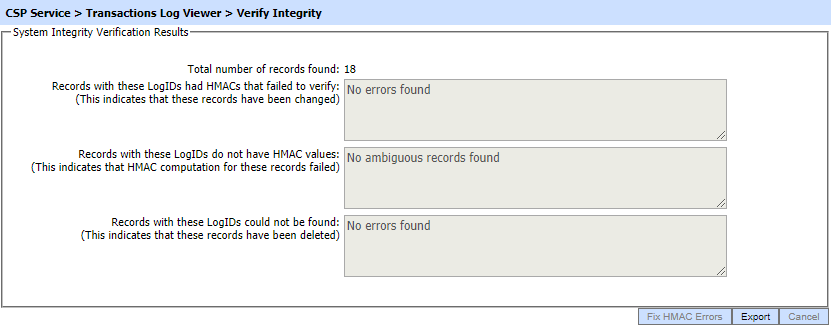 CSP Service > Transactions Log Viewer > Verify Integrity
System Integrity Verification Results
Total number of records found: 18
Records with these LogIDs had HMACs that failed to verify:
(This indicates that these records have been changed)
No errors found
Records with these LogIDs do not have HMAC values:
(This indicates that HMAC computation for these records failed)
No ambiguous records found
Records with these LogIDs could not be found:
(This indicates that these records have been deleted)
No errors found
Fix HMAC Errors Export Cancel